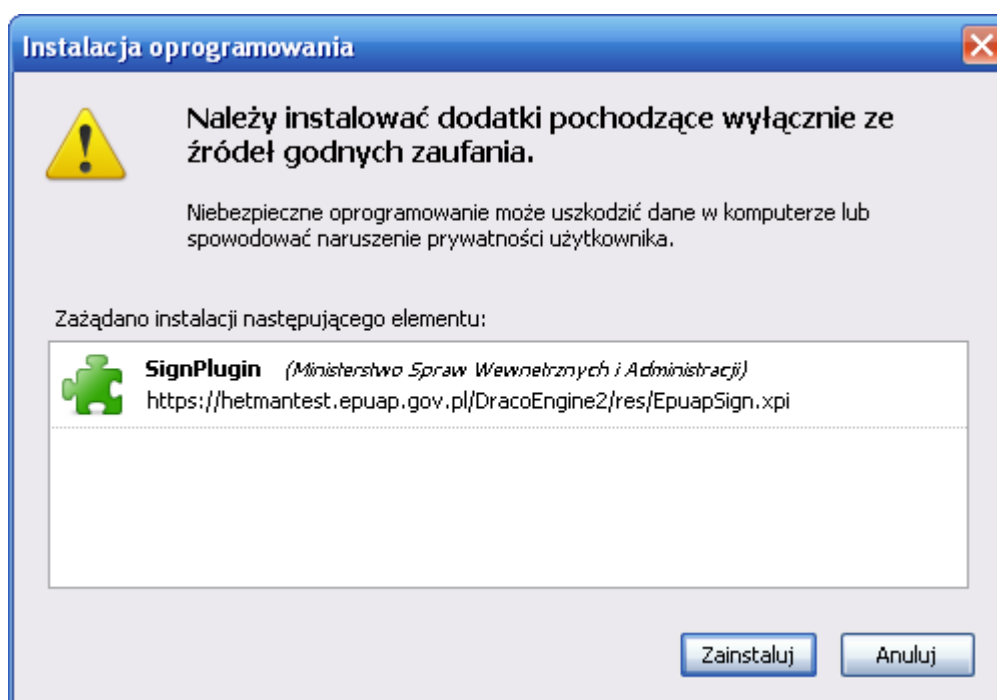 Instalacja oprogramowania
Należy instalować dodatki pochodzące wyłącznie ze
źródeł godnych zaufania.
Niebezpieczne oprogramowanie może uszkodzić dane w komputerze lub
spowodować naruszenie prywatności użytkownika.
Zażądano instalacji następującego elementu:
SignPlugin (Ministerstwo Spraw Wewnetrznych i Administracji)
https://hetmantest.epuap.gov.pl/DracoEngine2/res/EpuapSign.xpi
Zainstaluj Anuluj